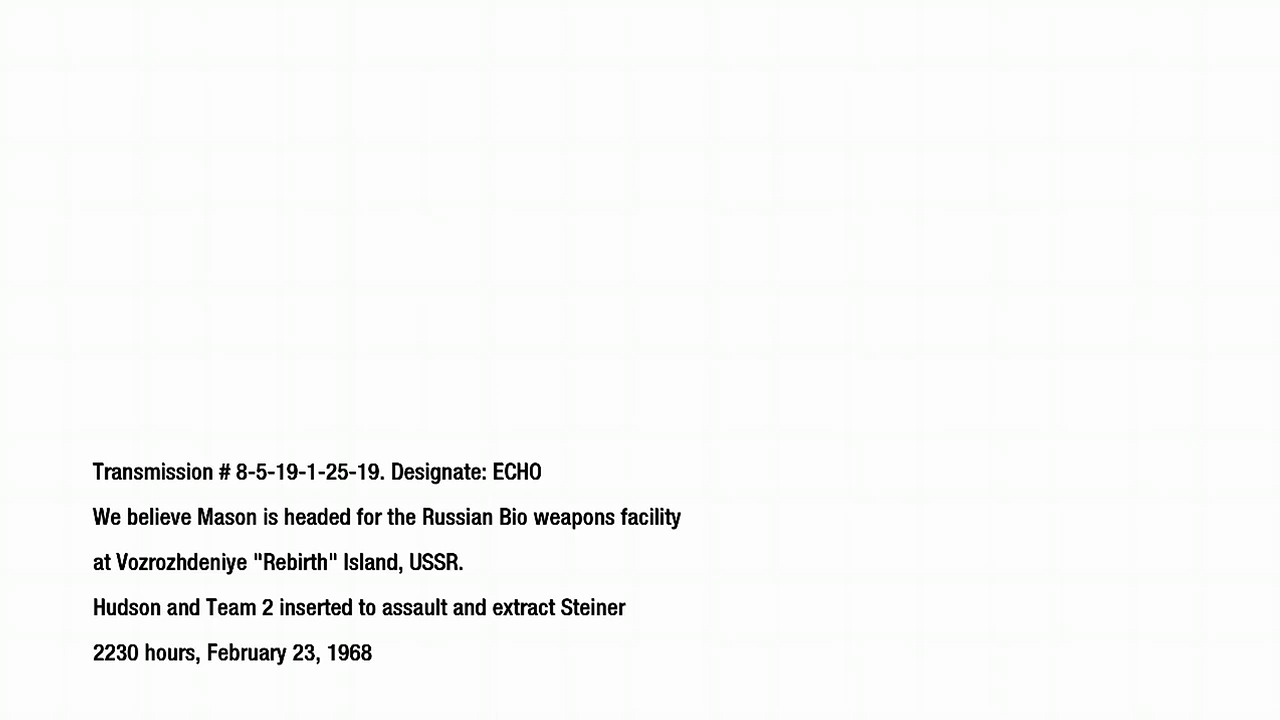 Transmission # 8-5-19-1-25-19. Designate: ECHO
We believe Mason is headed for the Russian Bio weapons facility
at Vozrozhdeniye "Rebirth" Island, USSR.
Hudson and Team 2 inserted to assault and extract Steiner
2230 hours, February 23, 1968